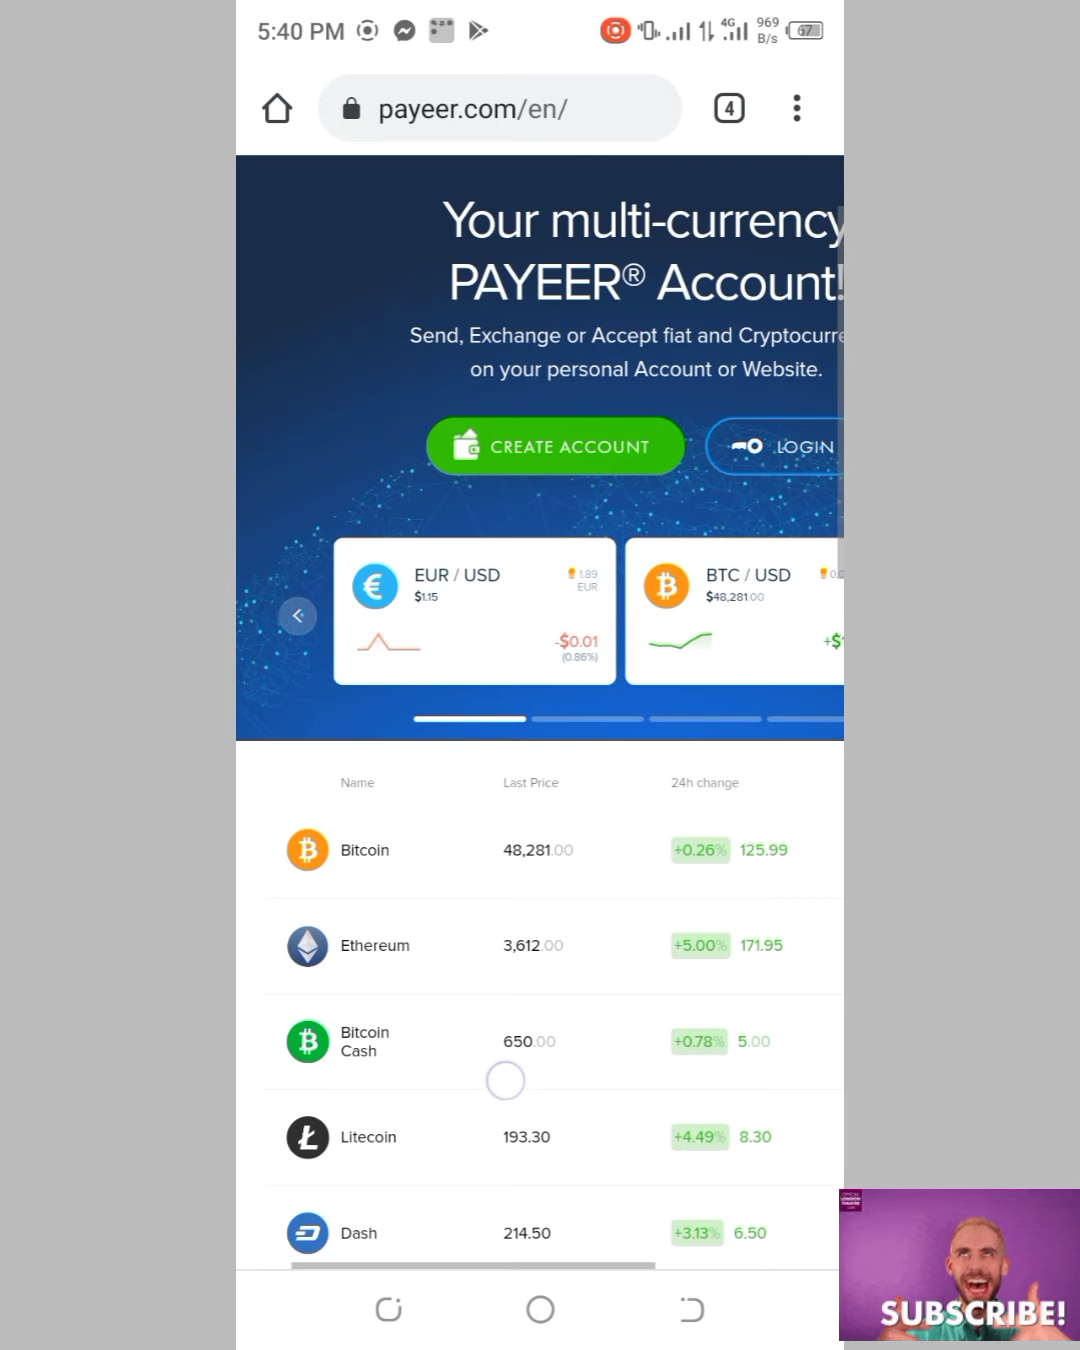 5:40 PM
4G
969
B/s
67
payeer.com/en/
4
Your multi-currency
PAYEER® Account!
Send, Exchange or Accept fiat and Cryptocurre
on your personal Account or Website.
CREATE ACCOUNT
LOGIN
EUR / USD
1.89
EUR
$1.15
-$0.01
(0.86%)
BTC / USD
$48,281.00
+$
Name Last Price 24h change
Bitcoin 48,281.00 +0.26% 125.99
Ethereum 3,612.00 +5.00% 171.95
Bitcoin
Cash
650.00 +0.78% 5.00
Litecoin 193.30 +4.49% 8.30
Dash 214.50 +3.13% 6.50
SUBSCRIBE!